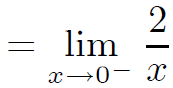 = lim x→0⁻ 2/x